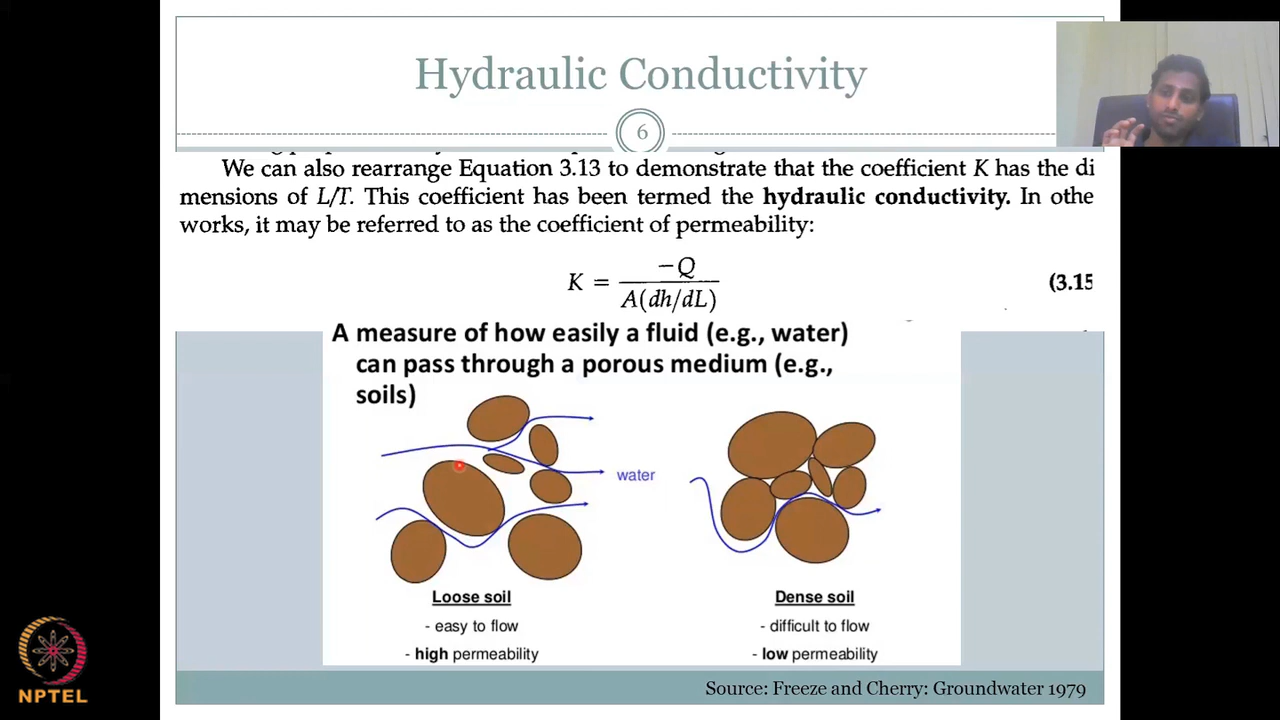 Hydraulic Conductivity
6
We can also rearrange Equation 3.13 to demonstrate that the coefficient K has the di
mensions of L/T. This coefficient has been termed the hydraulic conductivity. In othe
works, it may be referred to as the coefficient of permeability:
K = -Q / A(dh/dL) (3.15
A measure of how easily a fluid (e.g., water)
can pass through a porous medium (e.g.,
soils)
water
Loose soil
- easy to flow
- high permeability
Dense soil
- difficult to flow
- low permeability
Source: Freeze and Cherry: Groundwater 1979
NPTEL